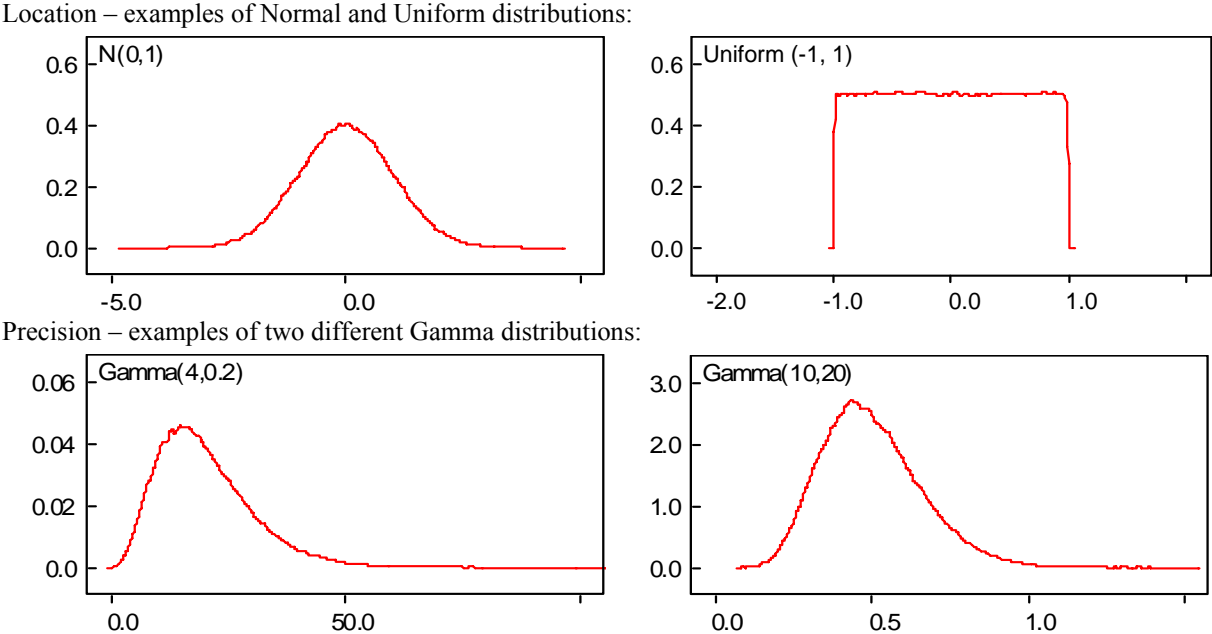 Location – examples of Normal and Uniform distributions:
N(0,1)
0.6
0.4
0.2
0.0
-5.0 0.0
Uniform (-1, 1)
0.6
0.4
0.2
0.0
-2.0 -1.0 0.0 1.0
Precision – examples of two different Gamma distributions:
Gamma(4,0.2)
0.06
0.04
0.02
0.0
0.0 50.0
Gamma(10,20)
3.0
2.0
1.0
0.0
0.0 0.5 1.0